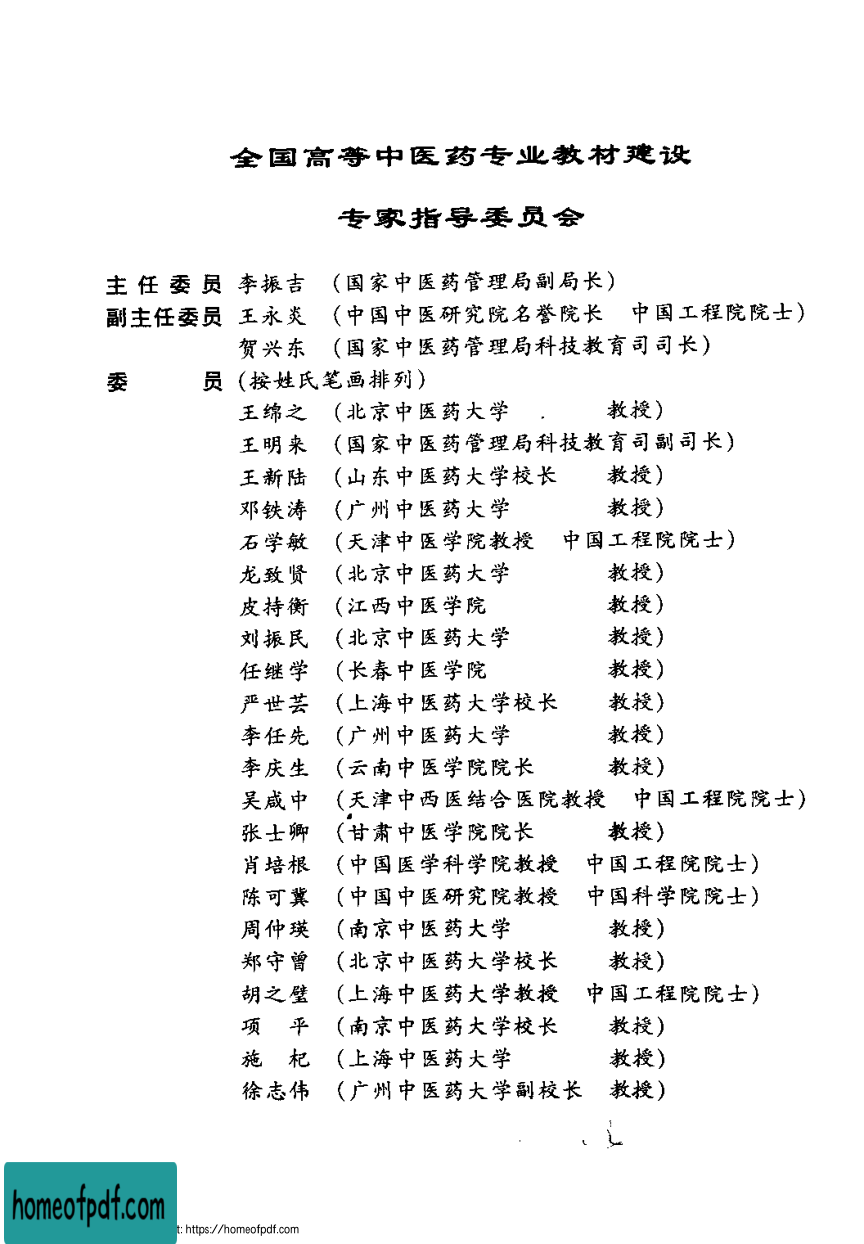 全国高等中医药专业教材建设
专家指导委员会
主任委员 李振吉 （国家中医药管理局副局长）
副主任委员 王永炎 （中国中医研究院名誉院长 中国工程院院士）
贺兴东 （国家中医药管理局科技教育司司长）
委 员 （按姓氏笔画排列）
王绵之 （北京中医药大学 教授）
王明来 （国家中医药管理局科技教育司副司长）
王新陆 （山东中医药大学校长 教授）
邓铁涛 （广州中医药大学 教授）
石学敏 （天津中医学院教授 中国工程院院士）
龙致贤 （北京中医药大学 教授）
皮持衡 （江西中医学院 教授）
刘振民 （北京中医药大学 教授）
任继学 （长春中医学院 教授）
严世芸 （上海中医药大学校长 教授）
李任先 （广州中医药大学 教授）
李庆生 （云南中医学院院长 教授）
吴咸中 （天津中西医结合医院教授 中国工程院院士）
张士卿 （甘肃中医学院院长 教授）
肖培根 （中国医学科学院教授 中国工程院院士）
陈可冀 （中国中医研究院教授 中国科学院院士）
周仲瑛 （南京中医药大学 教授）
郑守曾 （北京中医药大学校长 教授）
胡之璧 （上海中医药大学教授 中国工程院院士）
项 平 （南京中医药大学校长 教授）
施 杞 （上海中医药大学 教授）
徐志伟 （广州中医药大学副校长 教授）
homeofpdf.com
t: https://homeofpdf.com